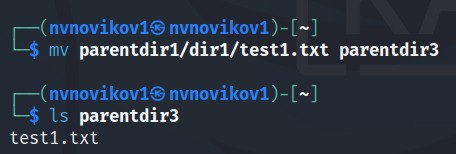 ┌──(nvnovikov1㉿nvnovikov1)-[~]
└─$ mv parentdir1/dir1/test1.txt parentdir3
┌──(nvnovikov1㉿nvnovikov1)-[~]
└─$ ls parentdir3
test1.txt